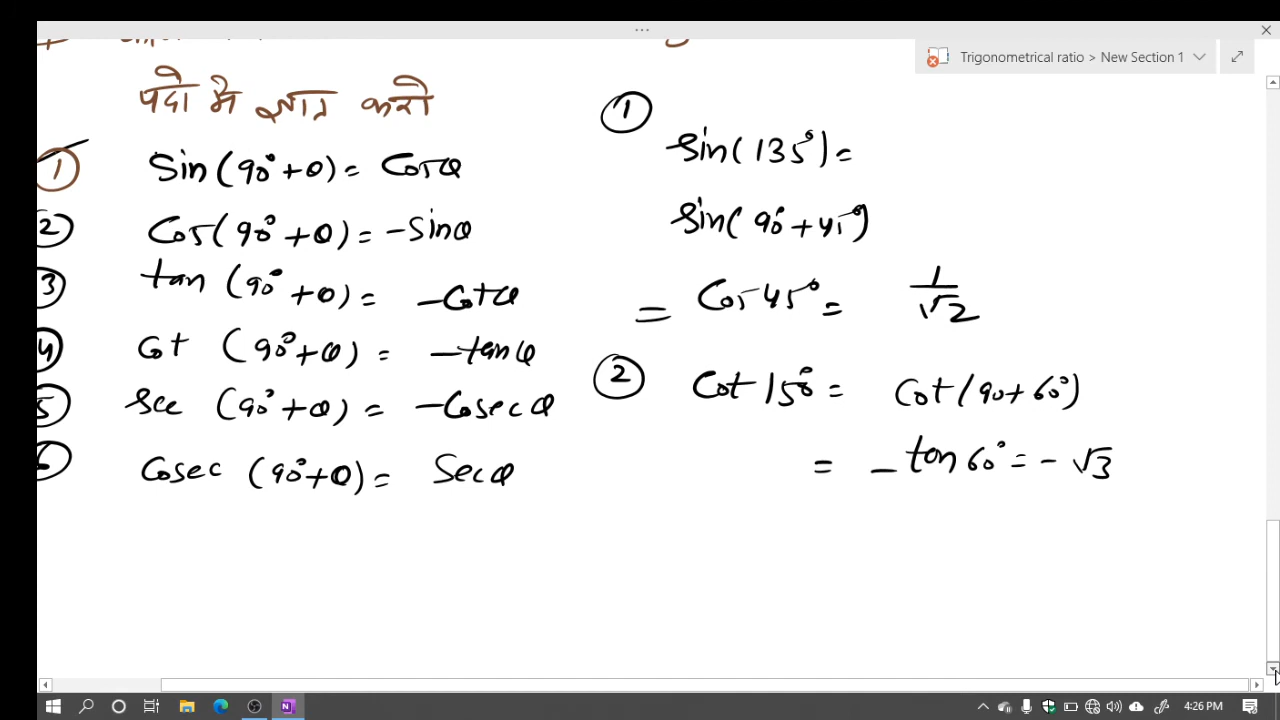 Trigonometrical ratio > New Section 1
पदो मे ज्ञात करो
① Sin(90°+θ)= Cosθ
② Cos(90°+θ)= -Sinθ
③ tan (90°+θ)= -Cotθ
④ Cot (90°+θ) = -tanθ
⑤ Sec (90°+θ)= -Cosecθ
⑥ Cosec (90°+θ)= Secθ
①
Sin(135°)=
Sin(90°+45°)
= Cos45°= 1/√2
② Cot150°= Cot(90+60°)
= -tan60°= -√3
4:26 PM